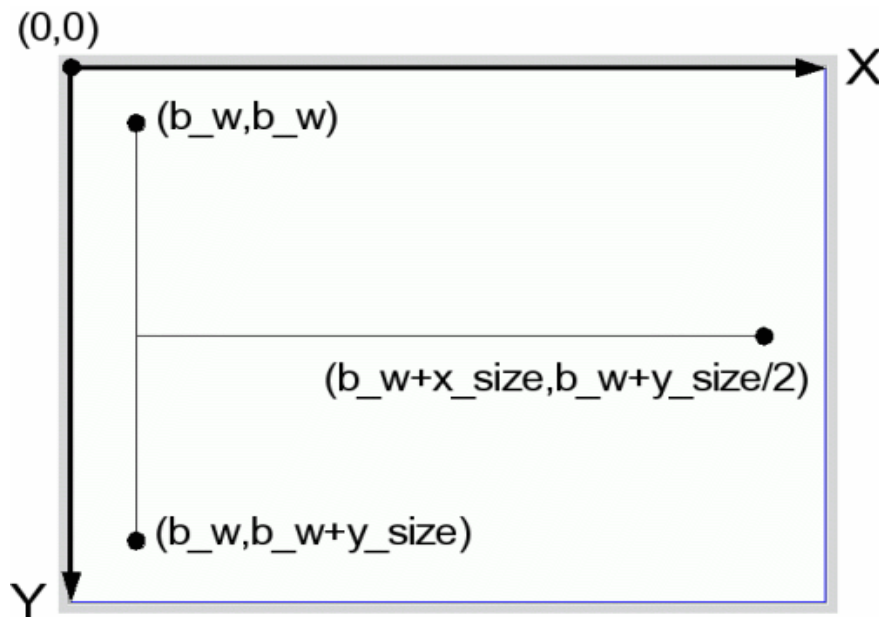 (0,0)
X
(b_w,b_w)
(b_w+x_size,b_w+y_size/2)
(b_w,b_w+y_size)
Y